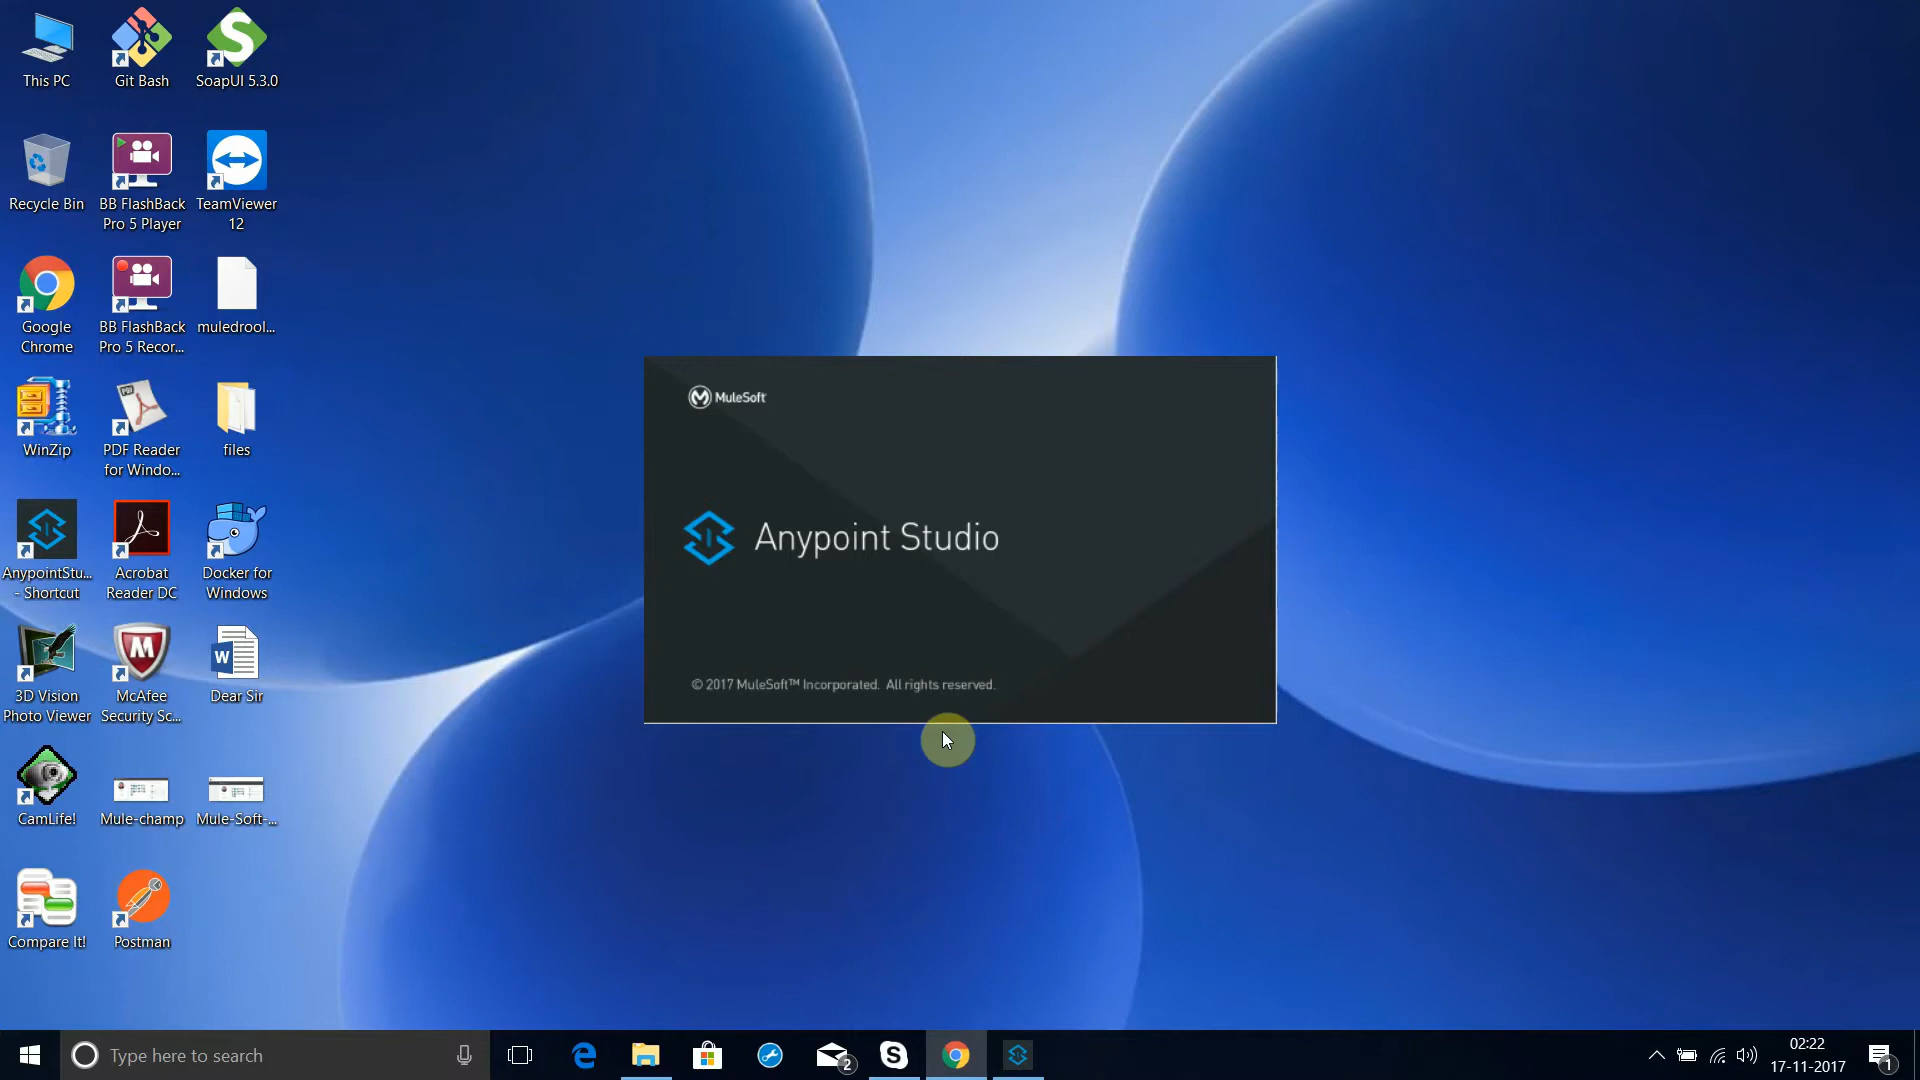 This PC
Git Bash
SoapUI 5.3.0
Recycle Bin
BB FlashBack
Pro 5 Player
TeamViewer
12
Google
Chrome
BB FlashBack
Pro 5 Recor...
muledrool...
WinZip
PDF Reader
for Windo...
files
AnypointStu...
- Shortcut
Acrobat
Reader DC
Docker for
Windows
3D Vision
Photo Viewer
McAfee
Security Sc...
Dear Sir
CamLife!
Mule-champ
Mule-Soft-...
Compare It!
Postman
MuleSoft
Anypoint Studio
© 2017 MuleSoft™ Incorporated. All rights reserved.
Type here to search
2
02:22
17-11-2017
1